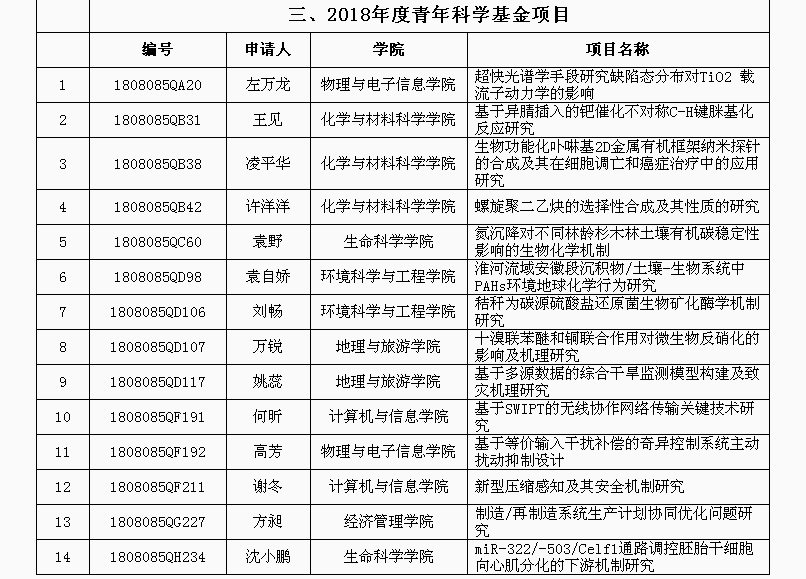 三、2018年度青年科学基金项目
编号 申请人 学院 项目名称
1 1808085QA20 左万龙 物理与电子信息学院 超快光谱学手段研究缺陷态分布对TiO2 载
流子动力学的影响
2 1808085QB31 王见 化学与材料科学学院 基于异腈插入的钯催化不对称C-H键脒基化
反应研究
3 1808085QB38 凌平华 化学与材料科学学院 生物功能化卟啉基2D金属有机框架纳米探针
的合成及其在细胞调亡和癌症治疗中的应用
研究
4 1808085QB42 许洋洋 化学与材料科学学院 螺旋聚二乙炔的选择性合成及其性质的研究
5 1808085QC60 袁野 生命科学学院 氮沉降对不同林龄杉木林土壤有机碳稳定性
影响的生物化学机制
6 1808085QD98 袁自娇 环境科学与工程学院 淮河流域安徽段沉积物/土壤-生物系统中
PAHs环境地球化学行为研究
7 1808085QD106 刘畅 环境科学与工程学院 秸秆为碳源硫酸盐还原菌生物矿化酶学机制
研究
8 1808085QD107 万锐 地理与旅游学院 十溴联苯醚和铜联合作用对微生物反硝化的
影响及机理研究
9 1808085QD117 姚蕊 地理与旅游学院 基于多源数据的综合干旱监测模型构建及致
灾机理研究
10 1808085QF191 何昕 计算机与信息学院 基于SWIPT的无线协作网络传输关键技术研
究
11 1808085QF192 高芳 物理与电子信息学院 基于等价输入干扰补偿的奇异控制系统主动
扰动抑制设计
12 1808085QF211 谢冬 计算机与信息学院 新型压缩感知及其安全机制研究
13 1808085QG227 方昶 经济管理学院 制造/再制造系统生产计划协同优化问题研
究
14 1808085QH234 沈小鹏 生命科学学院 miR-322/-503/Celf1通路调控胚胎干细胞
向心肌分化的下游机制研究